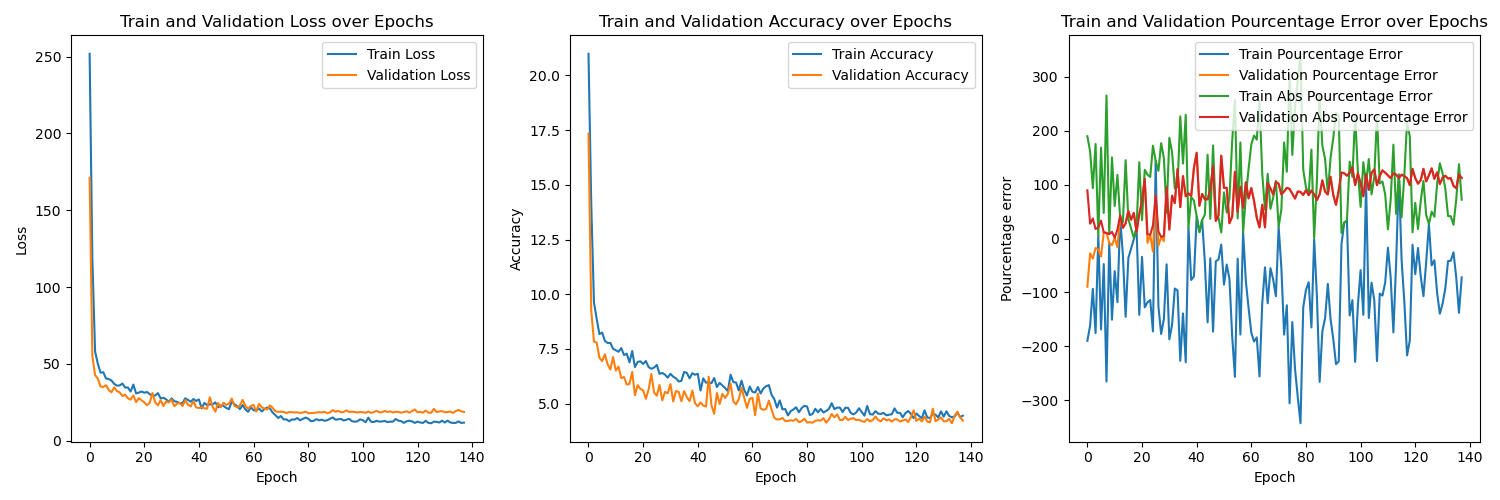 Train and Validation Loss over Epochs
Train Loss
Validation Loss
250
200
150
100
50
0
Loss
0 20 40 60 80 100 120 140
Epoch
Train and Validation Accuracy over Epochs
Train Accuracy
Validation Accuracy
20.0
17.5
15.0
12.5
10.0
7.5
5.0
Accuracy
0 20 40 60 80 100 120 140
Epoch
Train and Validation Pourcentage Error over Epochs
Train Pourcentage Error
Validation Pourcentage Error
Train Abs Pourcentage Error
Validation Abs Pourcentage Error
300
200
100
0
−100
−200
−300
Pourcentage error
0 20 40 60 80 100 120 140
Epoch